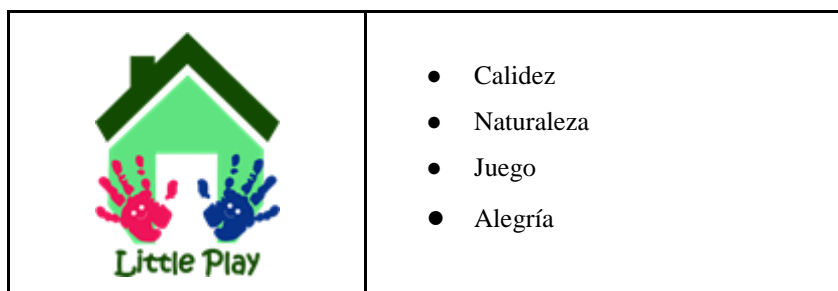 Little Play
● Calidez
● Naturaleza
● Juego
● Alegría